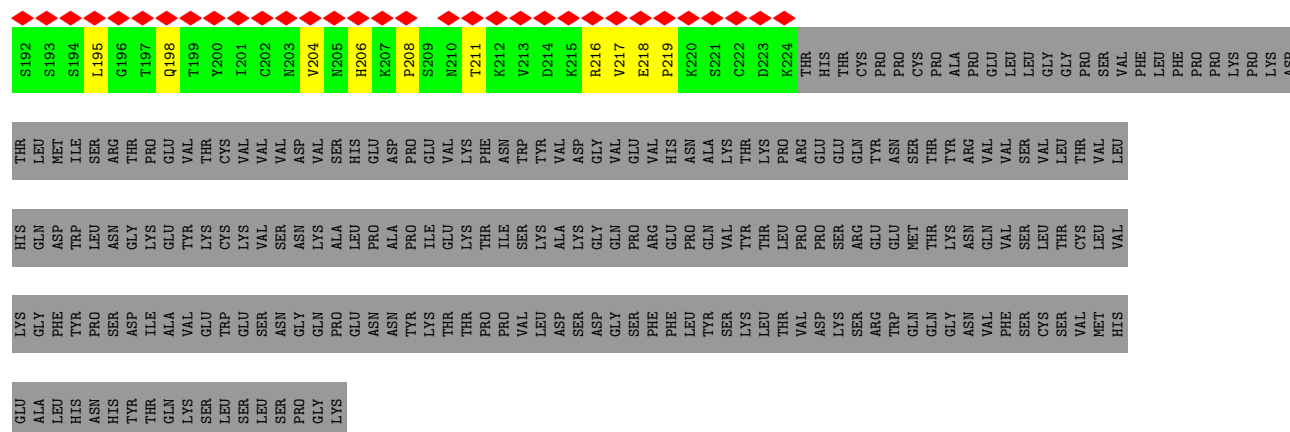 S192 S193 S194 L195 G196 T197 Q198 T199 Y200 I201 C202 N203 V204 N205 H206 K207 P208 S209 N210 T211 K212 V213 D214 K215 R216 V217 E218 P219 K220 S221 C222 D223 K224 THR HIS THR CYS PRO PRO CYS PRO ALA PRO GLU LEU LEU GLY GLY PRO SER VAL PHE LEU PHE PRO PRO LYS PRO LYS ASP
THR LEU MET ILE SER ARG THR PRO GLU VAL THR CYS VAL VAL VAL ASP VAL SER HIS GLU ASP PRO GLU VAL LYS PHE ASN TRP TYR VAL ASP GLY VAL GLU VAL HIS ASN ALA LYS THR LYS PRO ARG GLU GLU GLN TYR ASN SER THR TYR ARG VAL VAL SER VAL LEU THR VAL LEU
HIS GLN ASP TRP LEU ASN GLY LYS GLU TYR LYS CYS LYS VAL SER ASN LYS ALA LEU PRO ALA PRO ILE GLU LYS THR ILE SER LYS ALA LYS GLY GLN PRO ARG GLU PRO GLN VAL TYR THR LEU PRO PRO SER ARG GLU GLU MET THR LYS ASN GLN VAL SER LEU THR CYS LEU VAL
LYS GLY PHE TYR PRO SER ASP ILE ALA VAL GLU TRP GLU SER ASN GLY GLN PRO GLU ASN ASN TYR LYS THR THR PRO PRO VAL LEU ASP SER ASP GLY SER PHE PHE LEU TYR SER LYS LEU THR VAL ASP LYS SER ARG TRP GLN GLN GLY ASN VAL PHE SER CYS SER VAL MET HIS
GLU ALA LEU HIS ASN HIS TYR THR GLN LYS SER LEU SER LEU SER PRO GLY LYS